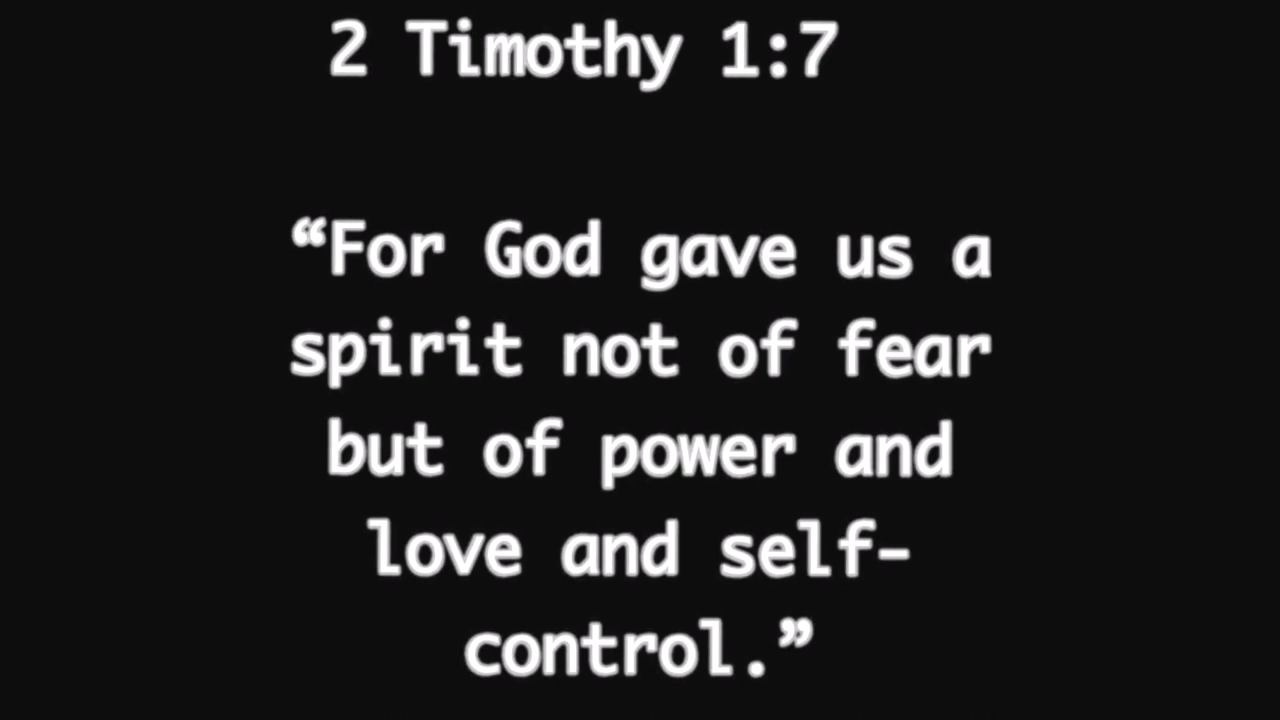 2 Timothy 1:7
“For God gave us a
spirit not of fear
but of power and
love and self-
control.”